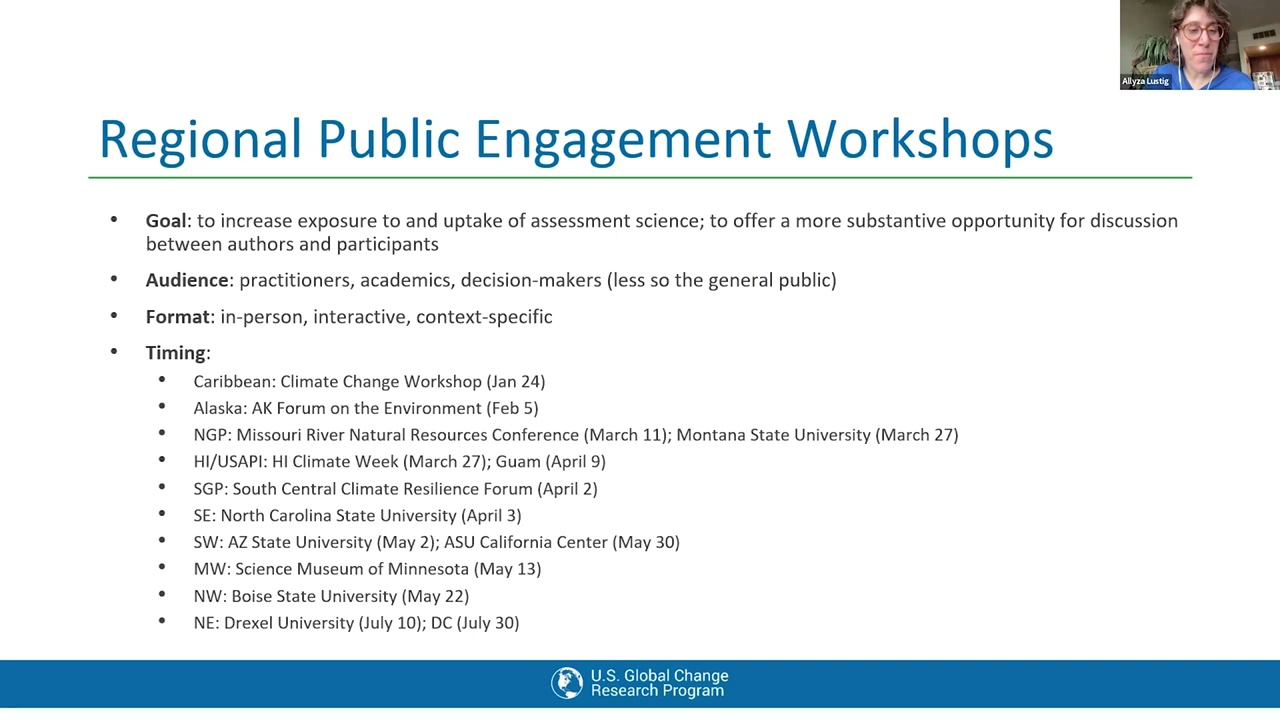 Allyza Lustig
Regional Public Engagement Workshops
• Goal: to increase exposure to and uptake of assessment science; to offer a more substantive opportunity for discussion
between authors and participants
• Audience: practitioners, academics, decision-makers (less so the general public)
• Format: in-person, interactive, context-specific
• Timing:
• Caribbean: Climate Change Workshop (Jan 24)
• Alaska: AK Forum on the Environment (Feb 5)
• NGP: Missouri River Natural Resources Conference (March 11); Montana State University (March 27)
• HI/USAPI: HI Climate Week (March 27); Guam (April 9)
• SGP: South Central Climate Resilience Forum (April 2)
• SE: North Carolina State University (April 3)
• SW: AZ State University (May 2); ASU California Center (May 30)
• MW: Science Museum of Minnesota (May 13)
• NW: Boise State University (May 22)
• NE: Drexel University (July 10); DC (July 30)
U.S. Global Change
Research Program